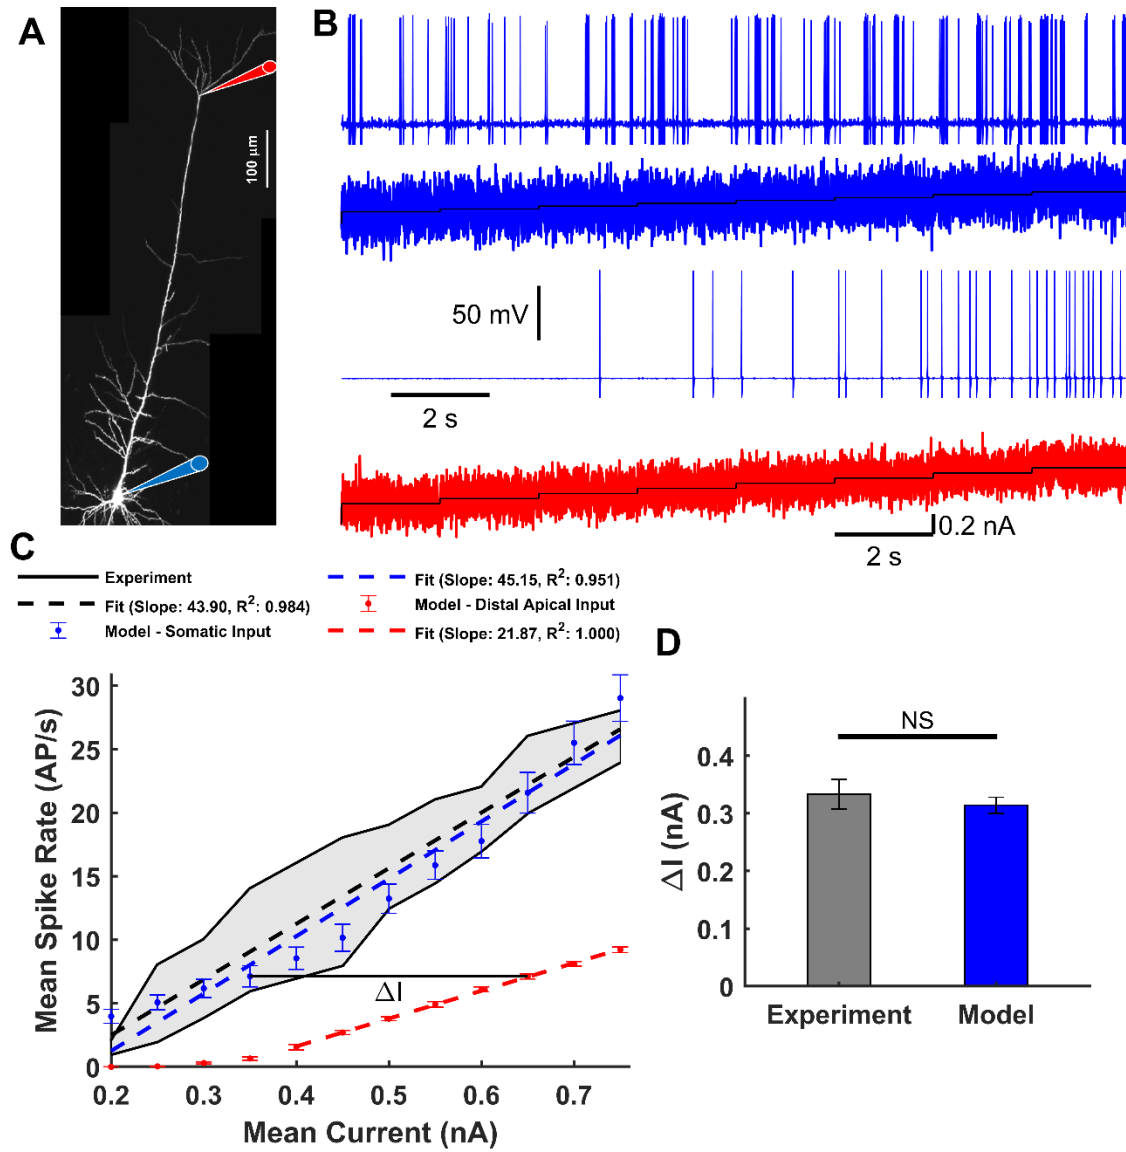 A
B
100 μm
50 mV
2 s
0.2 nA
2 s
C
Experiment
Fit (Slope: 43.90, R²: 0.984)
Model - Somatic Input
Fit (Slope: 45.15, R²: 0.951)
Model - Distal Apical Input
Fit (Slope: 21.87, R²: 1.000)
Mean Spike Rate (AP/s)
30
25
20
15
10
5
0
ΔI
0.2 0.3 0.4 0.5 0.6 0.7
Mean Current (nA)
D
NS
ΔI (nA)
0.4
0.3
0.2
0.1
0
Experiment Model